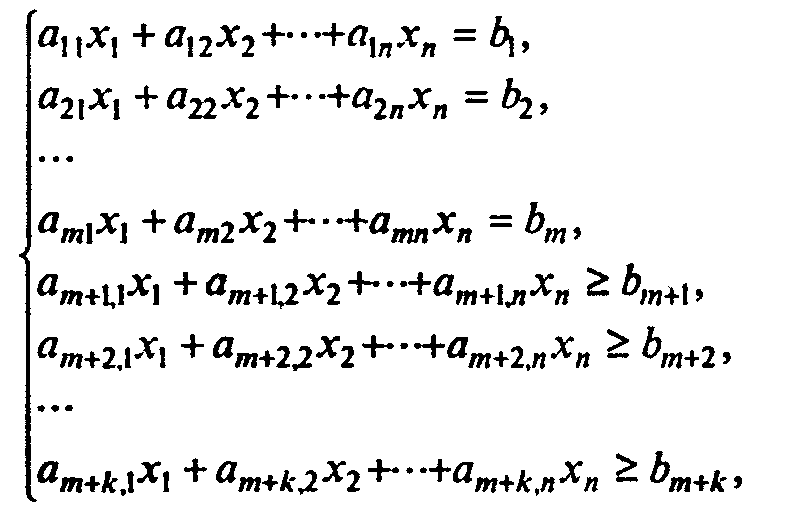 a₁₁x₁ + a₁₂x₂ +⋯+ a₁ₙxₙ = b₁,
a₂₁x₁ + a₂₂x₂ +⋯+ a₂ₙxₙ = b₂,
...
aₘ₁x₁ + aₘ₂x₂ +⋯+ aₘₙxₙ = bₘ,
aₘ₊₁,₁x₁ + aₘ₊₁,₂x₂ +⋯+ aₘ₊₁,ₙxₙ ≥ bₘ₊₁,
aₘ₊₂,₁x₁ + aₘ₊₂,₂x₂ +⋯+ aₘ₊₂,ₙxₙ ≥ bₘ₊₂,
...
aₘ₊ₖ,₁x₁ + aₘ₊ₖ,₂x₂ +⋯+ aₘ₊ₖ,ₙxₙ ≥ bₘ₊ₖ,